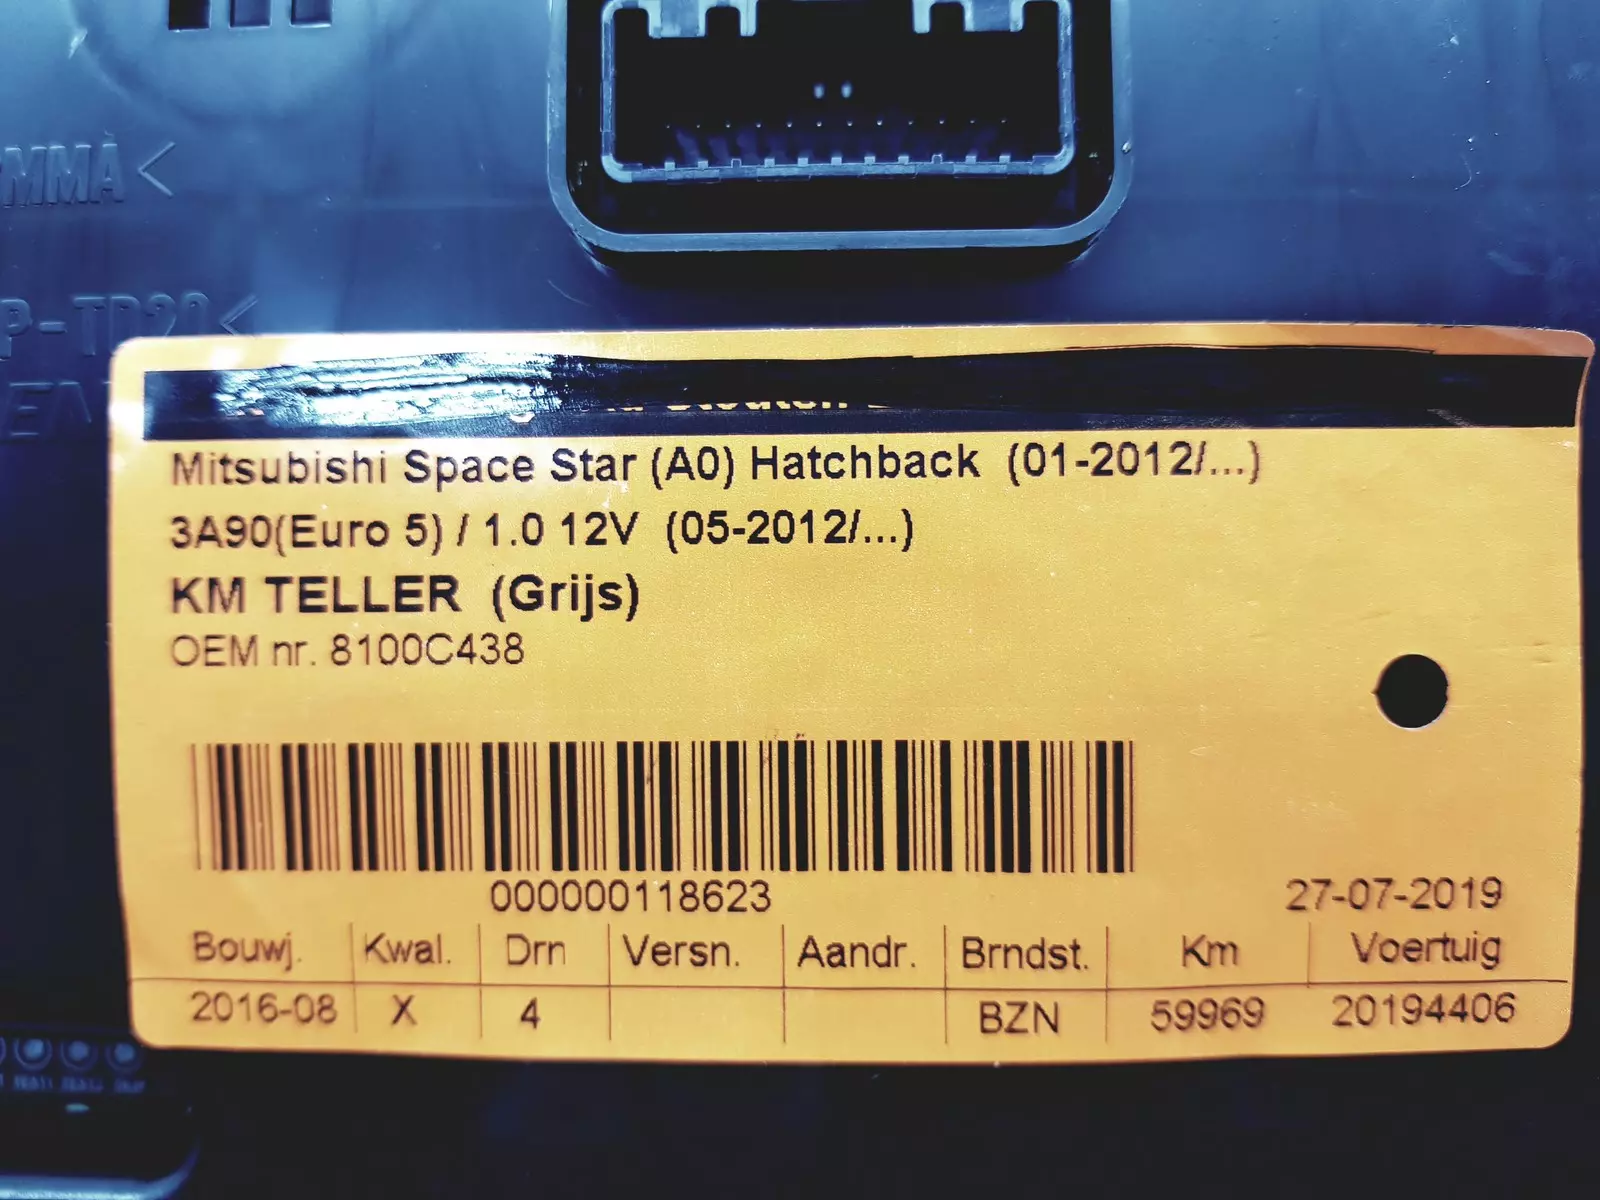 MMA<
P-TD20<
Mitsubishi Space Star (A0) Hatchback (01-2012/...)
3A90(Euro 5) / 1.0 12V (05-2012/...)
KM TELLER (Grijs)
OEM nr. 8100C438
000000118623
27-07-2019
Bouwj. Kwal. Drn Versn. Aandr. Brndst. Km Voertuig
2016-08 X 4 BZN 59969 20194406